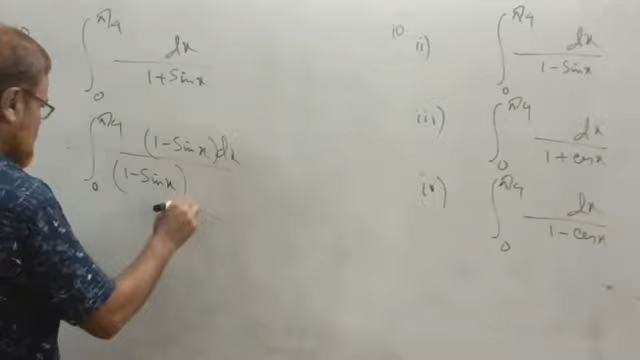 ∫₀^π/4 dx/(1+sinx)
∫₀^π/4 (1-sinx)dx/(1-sinx)
10 ii) ∫₀^π/4 dx/(1-sinx)
iii) ∫₀^π/4 dx/(1+cosx)
iv) ∫₀^π/4 dx/(1-cosx)